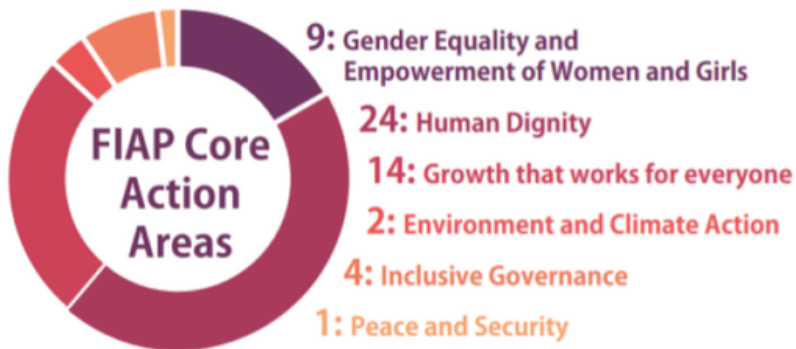 FIAP Core
Action
Areas
9: Gender Equality and
Empowerment of Women and Girls
24: Human Dignity
14: Growth that works for everyone
2: Environment and Climate Action
4: Inclusive Governance
1: Peace and Security